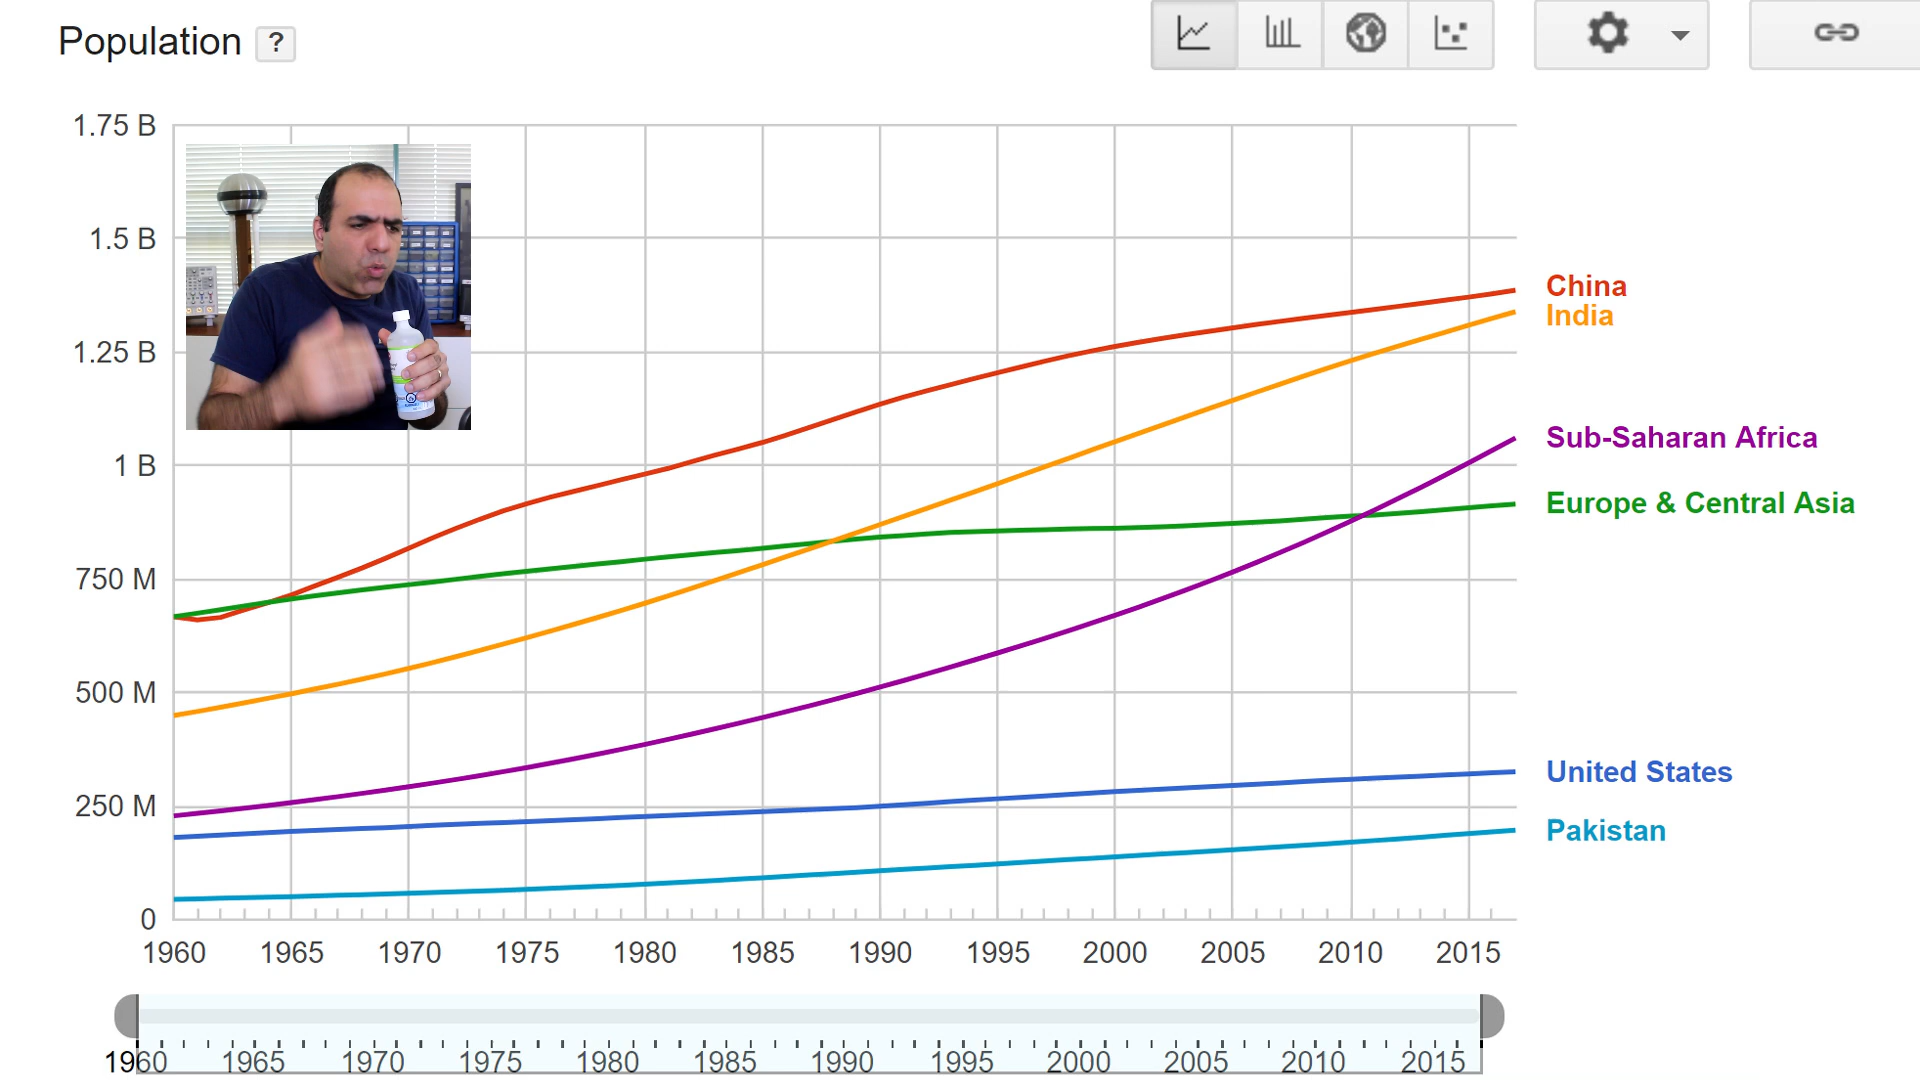 Population ?
1.75 B
1.5 B
1.25 B
1 B
750 M
500 M
250 M
0
China
India
Sub-Saharan Africa
Europe & Central Asia
United States
Pakistan
1960 1965 1970 1975 1980 1985 1990 1995 2000 2005 2010 2015
1960 1965 1970 1975 1980 1985 1990 1995 2000 2005 2010 2015